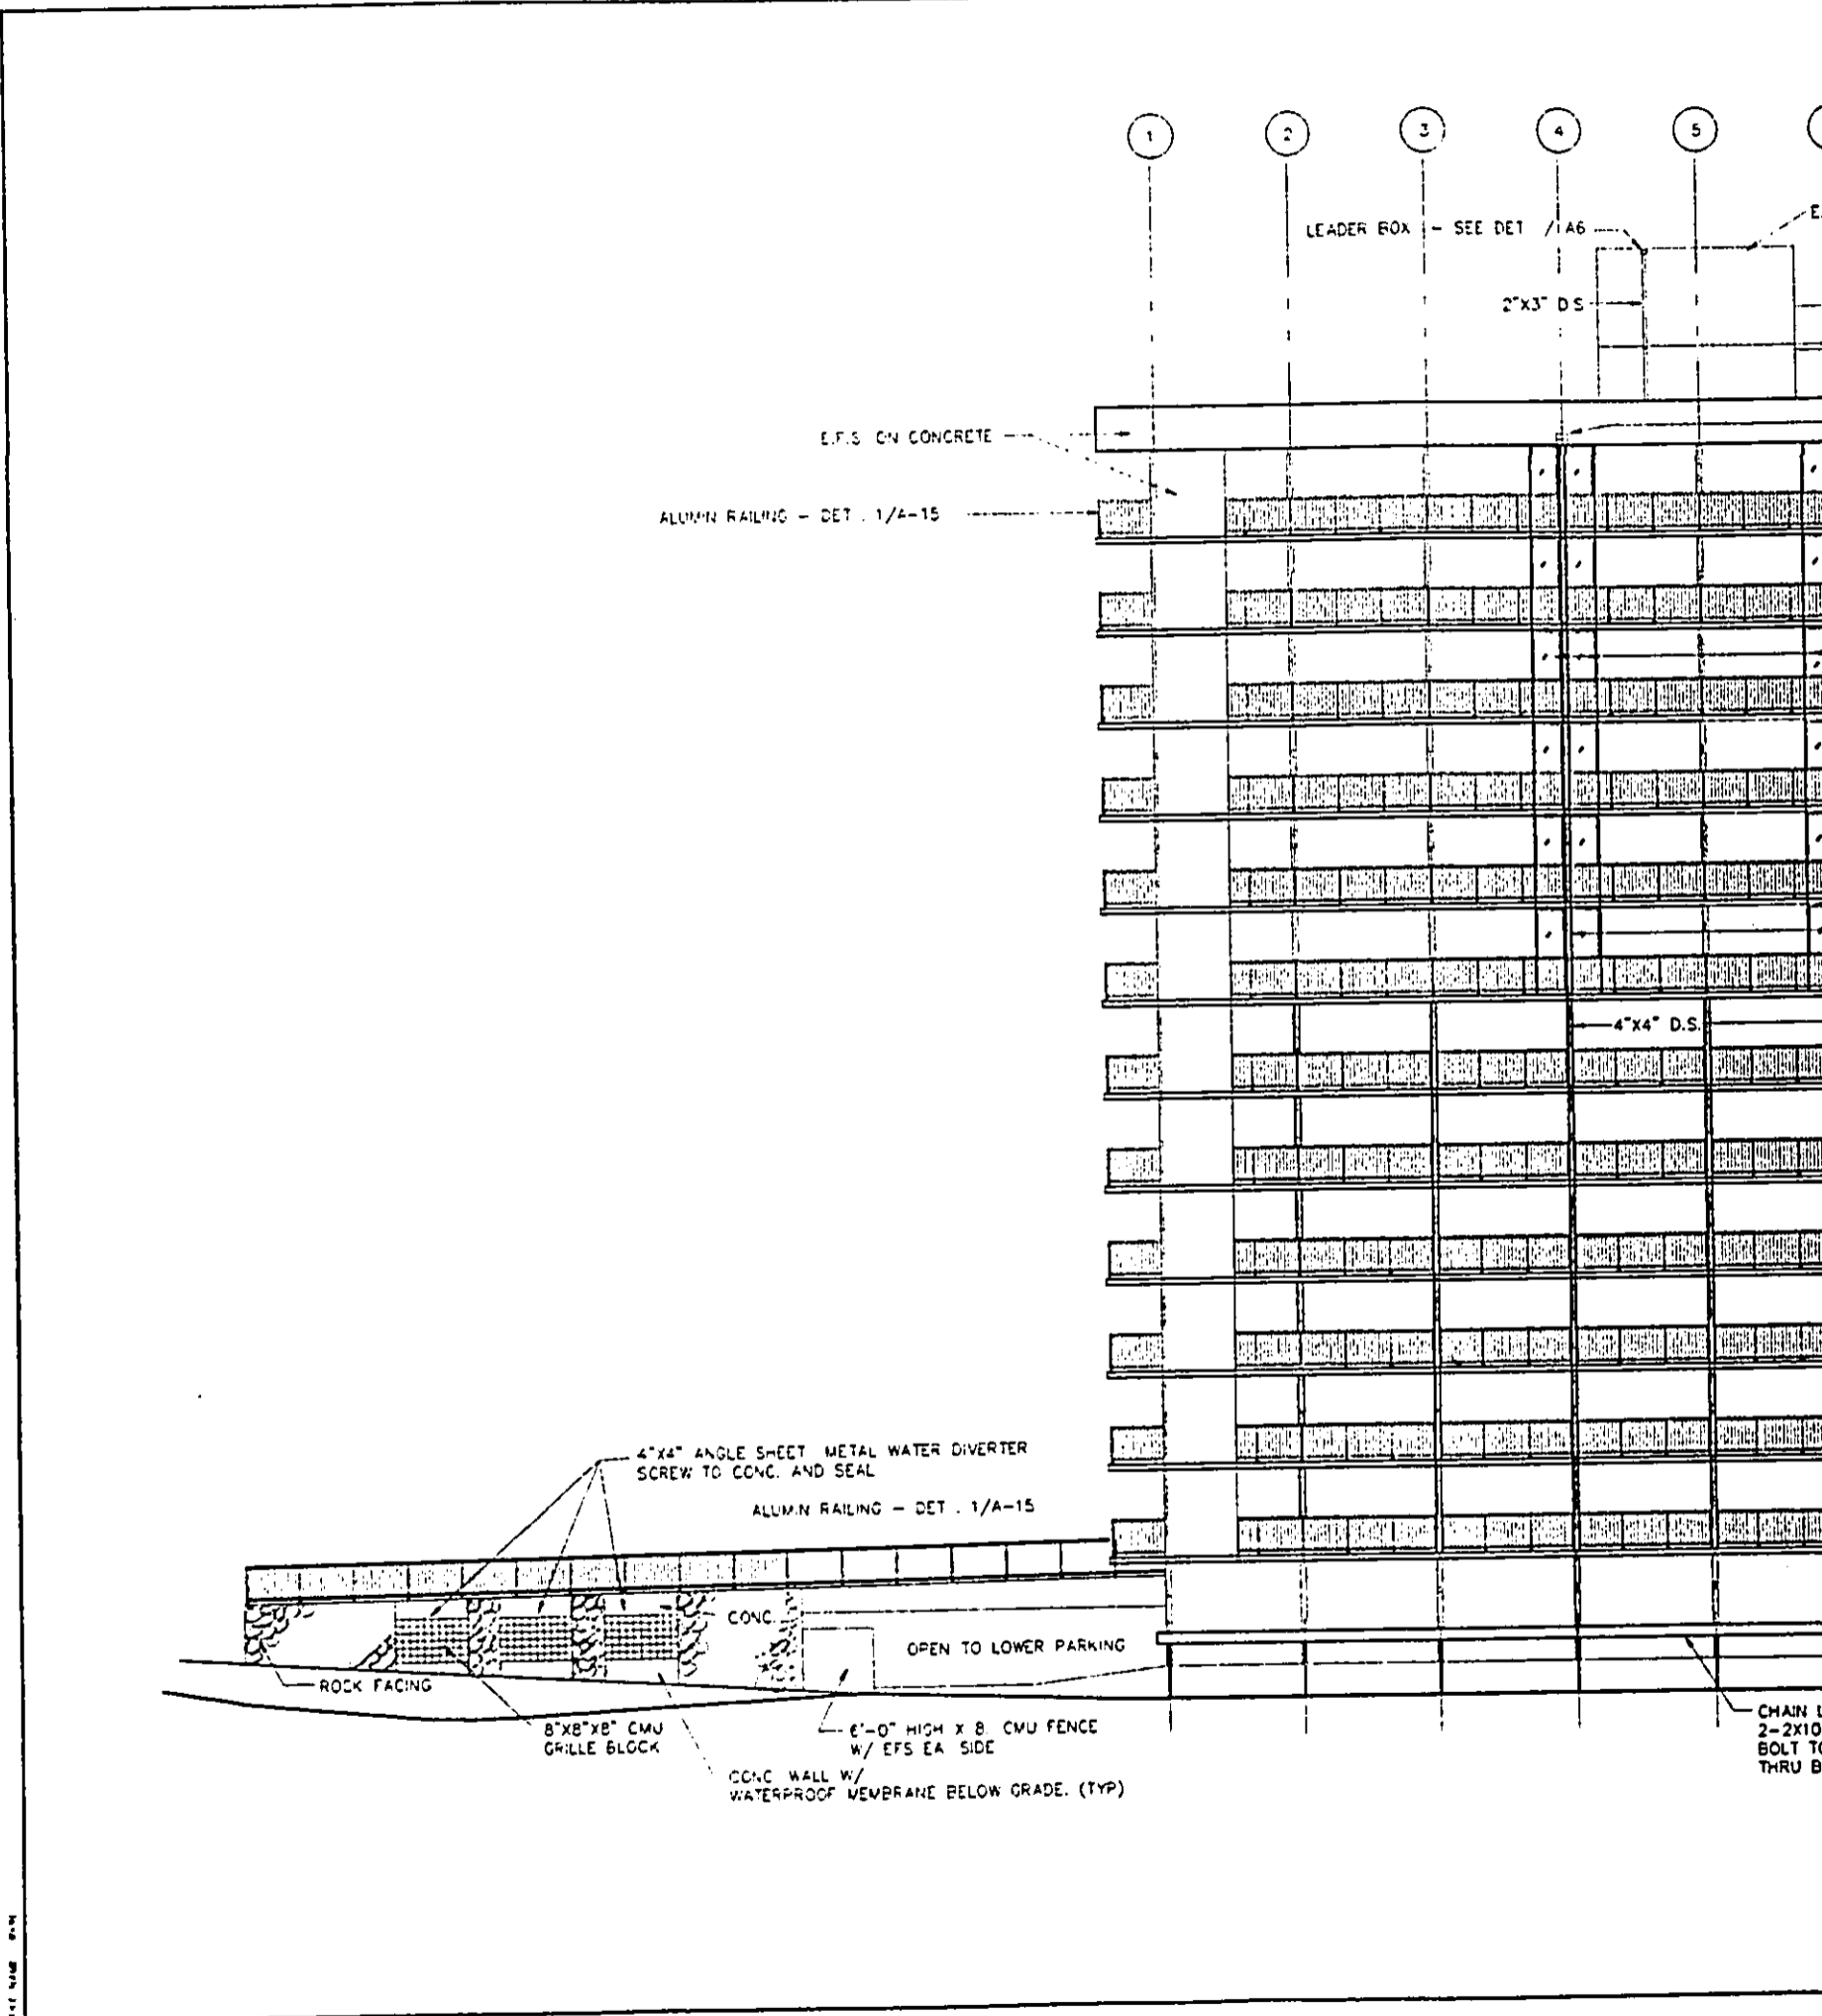 1 2 3 4 5
LEADER BOX - SEE DET / A6
2"X3" D S
E.F.S. ON CONCRETE
ALUMIN RAILING - DET . 1/A-15
4"X4" D.S.
4"X4" ANGLE SHEET METAL WATER DIVERTER
SCREW TO CONC. AND SEAL
ALUMIN RAILING - DET . 1/A-15
CONC.
OPEN TO LOWER PARKING
ROCK FACING
8"X8"X8" CMU
GRILLE BLOCK
6'-0" HIGH X 8. CMU FENCE
W/ EFS EA SIDE
CONC WALL W/
WATERPROOF MEMBRANE BELOW GRADE. (TYP)
CHAIN L
2-2X10
BOLT TO
THRU B